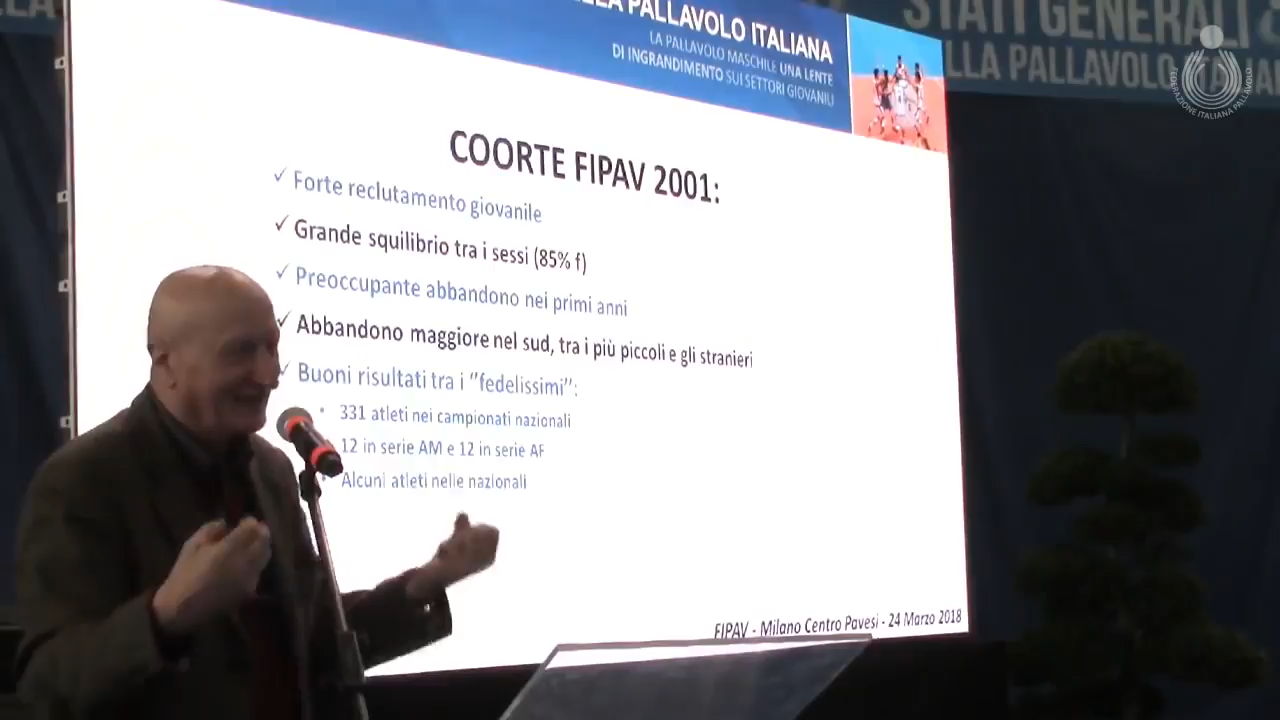 LLA PALLAVOLO ITALIANA
LA PALLAVOLO MASCHILE UNA LENTE
DI INGRANDIMENTO SUI SETTORI GIOVANILI
STATI GENERALI
LLA PALLAVOLO
FEDERAZIONE ITALIANA PALLAVOLO
COORTE FIPAV 2001:
✓ Forte reclutamento giovanile
✓ Grande squilibrio tra i sessi (85% f)
✓ Preoccupante abbandono nei primi anni
✓ Abbandono maggiore nel sud, tra i più piccoli e gli stranieri
✓ Buoni risultati tra i ‘’fedelissimi’’:
• 331 atleti nei campionati nazionali
12 in serie AM e 12 in serie AF
• Alcuni atleti nelle nazionali
FIPAV - Milano Centro Pavesi - 24 Marzo 2018